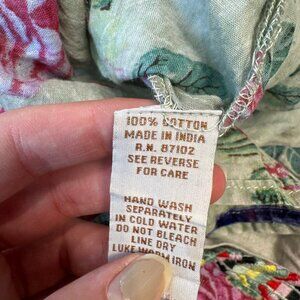 100% COTTON
MADE IN INDIA
R.N. 87102
SEE REVERSE
FOR CARE
HAND WASH
SEPARATELY
IN COLD WATER
DO NOT BLEACH
LINE DRY
LUKE WORM IRON